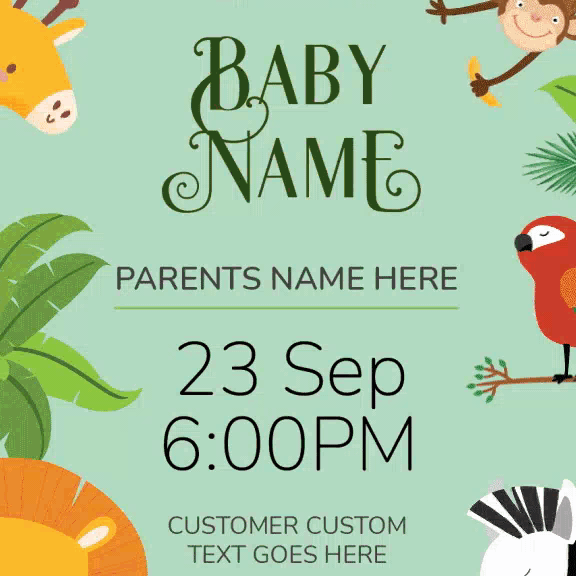 BABY
NAME
PARENTS NAME HERE
23 Sep
6:00PM
CUSTOMER CUSTOM
TEXT GOES HERE